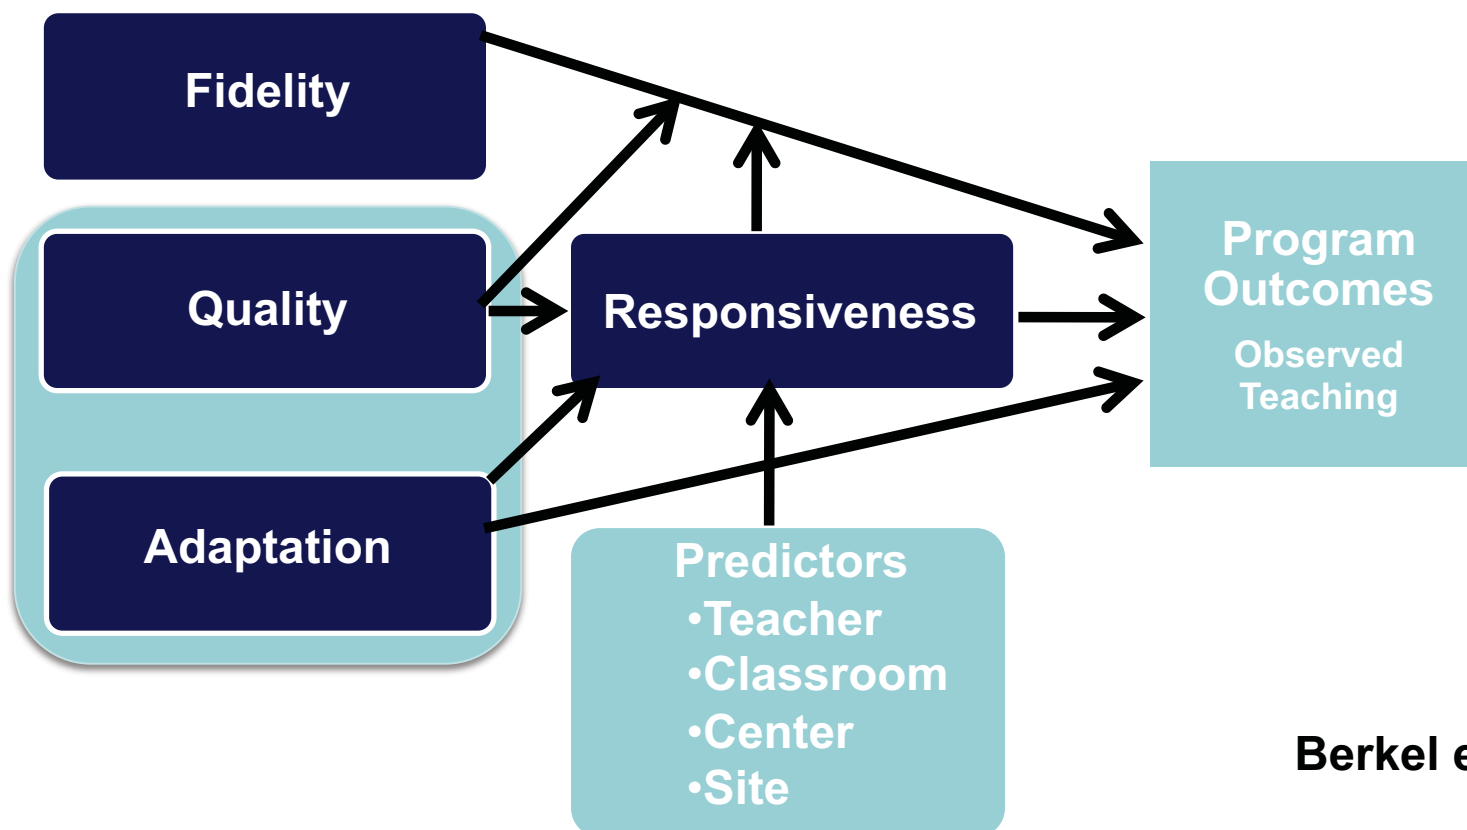 Fidelity
Quality
Responsiveness
Program
Outcomes
Observed
Teaching
Adaptation
Predictors
•Teacher
•Classroom
•Center
•Site
Berkel e